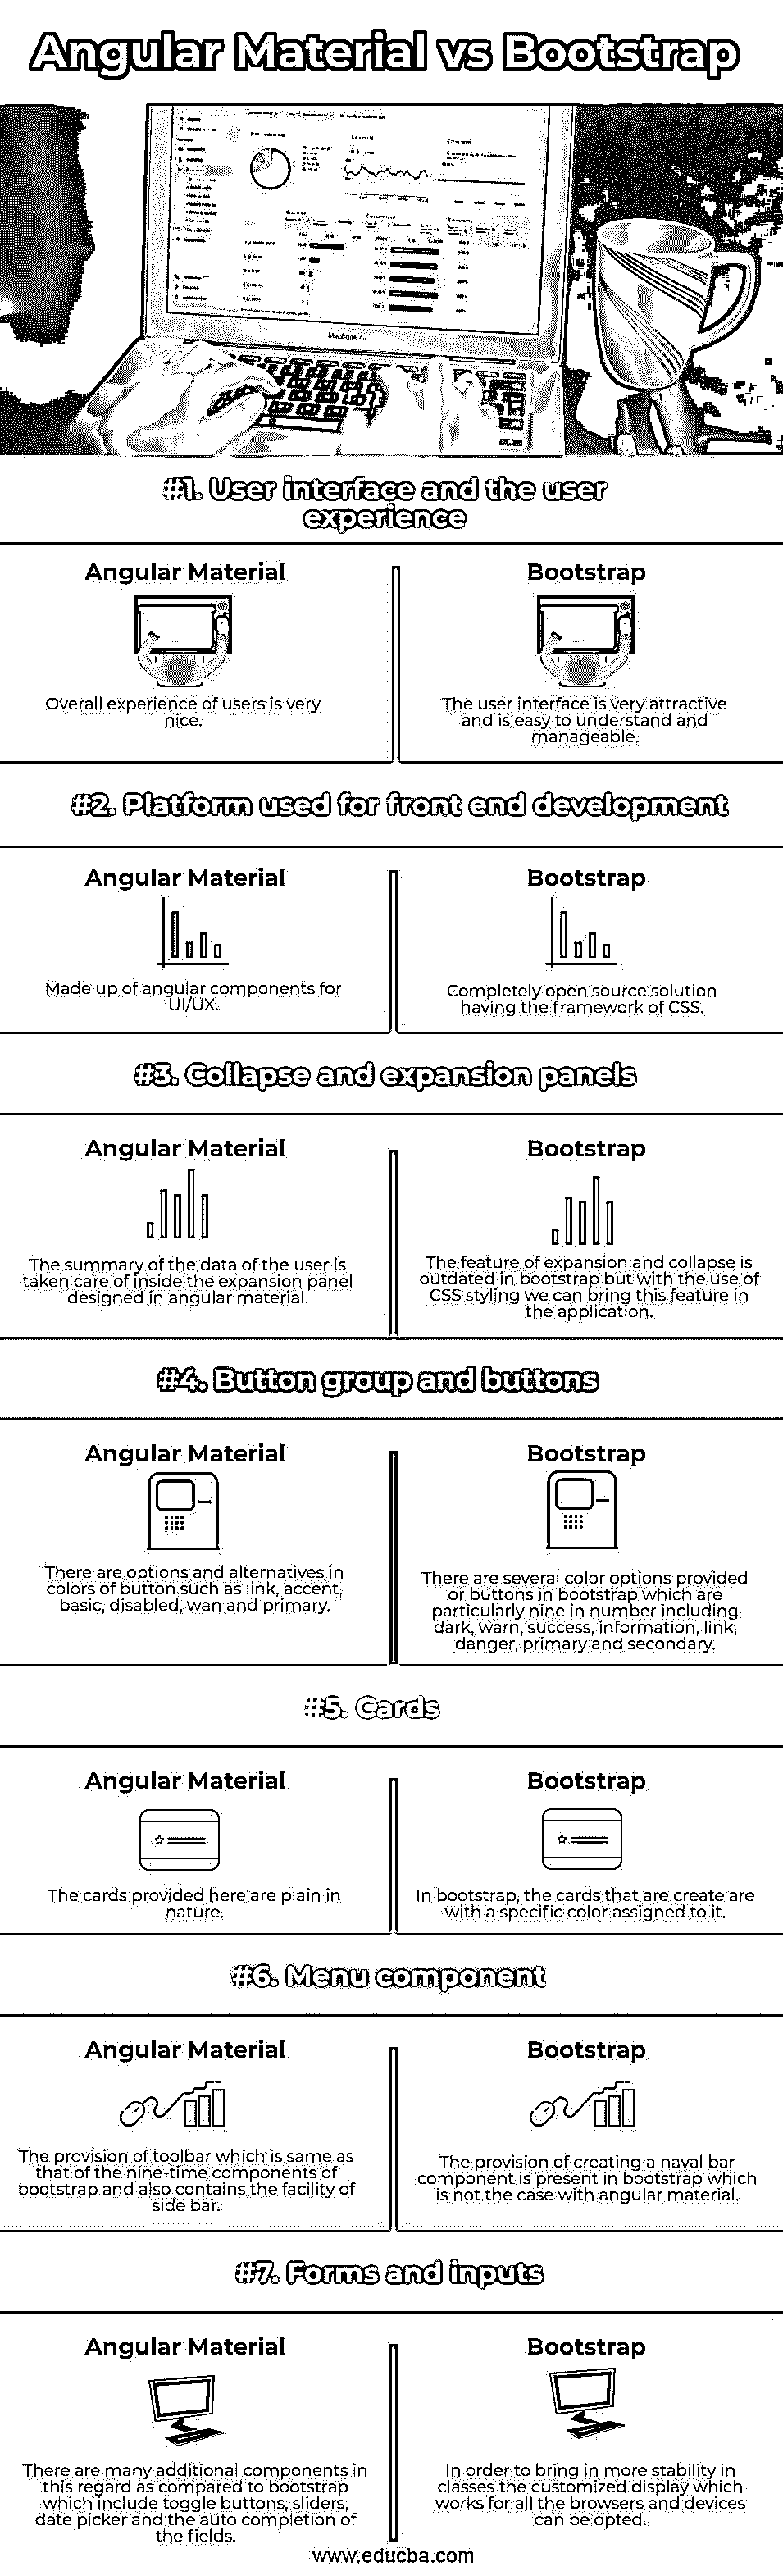 Angular Material vs Bootstrap
MacBook Air
#1. User interface and the user
experience
Angular Material
Overall experience of users is very
nice.
Bootstrap
The user interface is very attractive
and is easy to understand and
manageable.
#2. Platform used for front end development
Angular Material
Made up of angular components for
UI/UX.
Bootstrap
Completely open source solution
having the framework of CSS.
#3. Collapse and expansion panels
Angular Material
The summary of the data of the user is
taken care of inside the expansion panel
designed in angular material.
Bootstrap
The feature of expansion and collapse is
outdated in bootstrap but with the use of
CSS styling we can bring this feature in
the application.
#4. Button group and buttons
Angular Material
There are options and alternatives in
colors of button such as link, accent,
basic, disabled, wan and primary.
Bootstrap
There are several color options provided
or buttons in bootstrap which are
particularly nine in number including
dark, warn, success, information, link,
danger, primary and secondary.
#5. Cards
Angular Material
The cards provided here are plain in
nature.
Bootstrap
In bootstrap, the cards that are create are
with a specific color assigned to it.
#6. Menu component
Angular Material
The provision of toolbar which is same as
that of the nine-time components of
bootstrap and also contains the facility of
side bar.
Bootstrap
The provision of creating a naval bar
component is present in bootstrap which
is not the case with angular material.
#7. Forms and inputs
Angular Material
There are many additional components in
this regard as compared to bootstrap
which include toggle buttons, sliders,
date picker and the auto completion of
the fields.
Bootstrap
In order to bring in more stability in
classes the customized display which
works for all the browsers and devices
can be opted.
www.educba.com